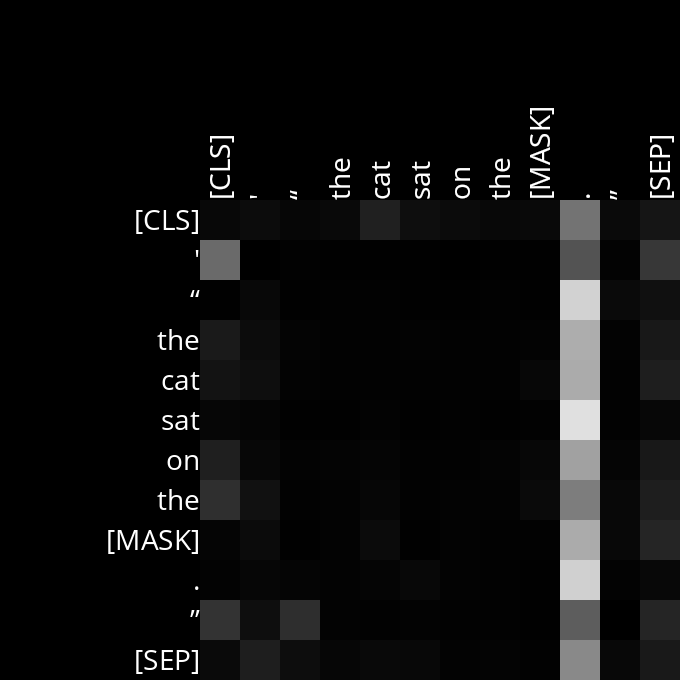 [CLS] ' “ the cat sat on the [MASK] . ” [SEP]
[CLS]
'
“
the
cat
sat
on
the
[MASK]
.
”
[SEP]